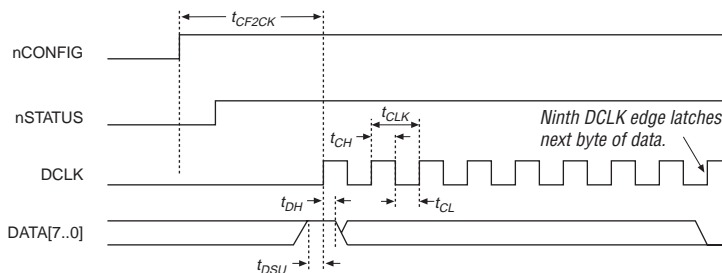 tCF2CK
nCONFIG
nSTATUS
tCLK
Ninth DCLK edge latches
next byte of data.
tCH
DCLK
tDH
tCL
DATA[7..0]
tDSU